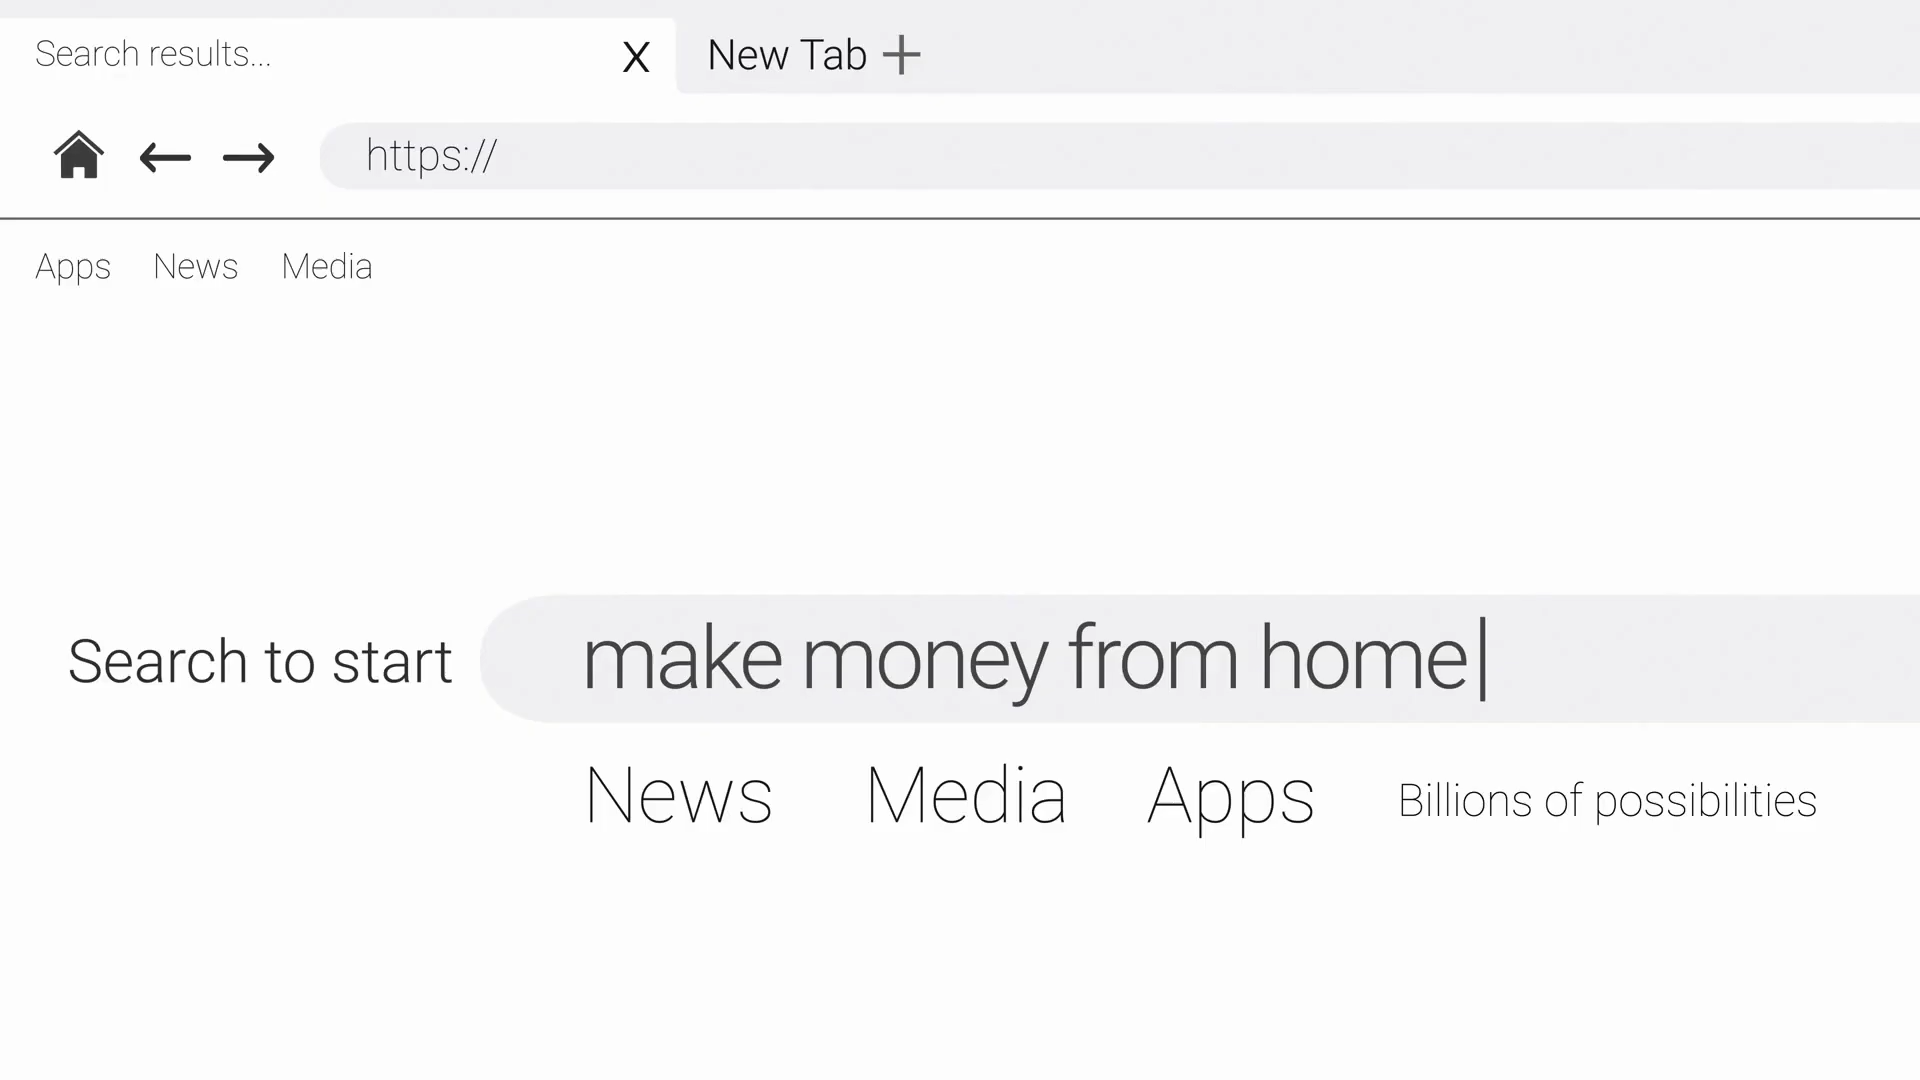 Search results... X New Tab +
https://
Apps News Media
Search to start make money from home
News Media Apps Billions of possibilities